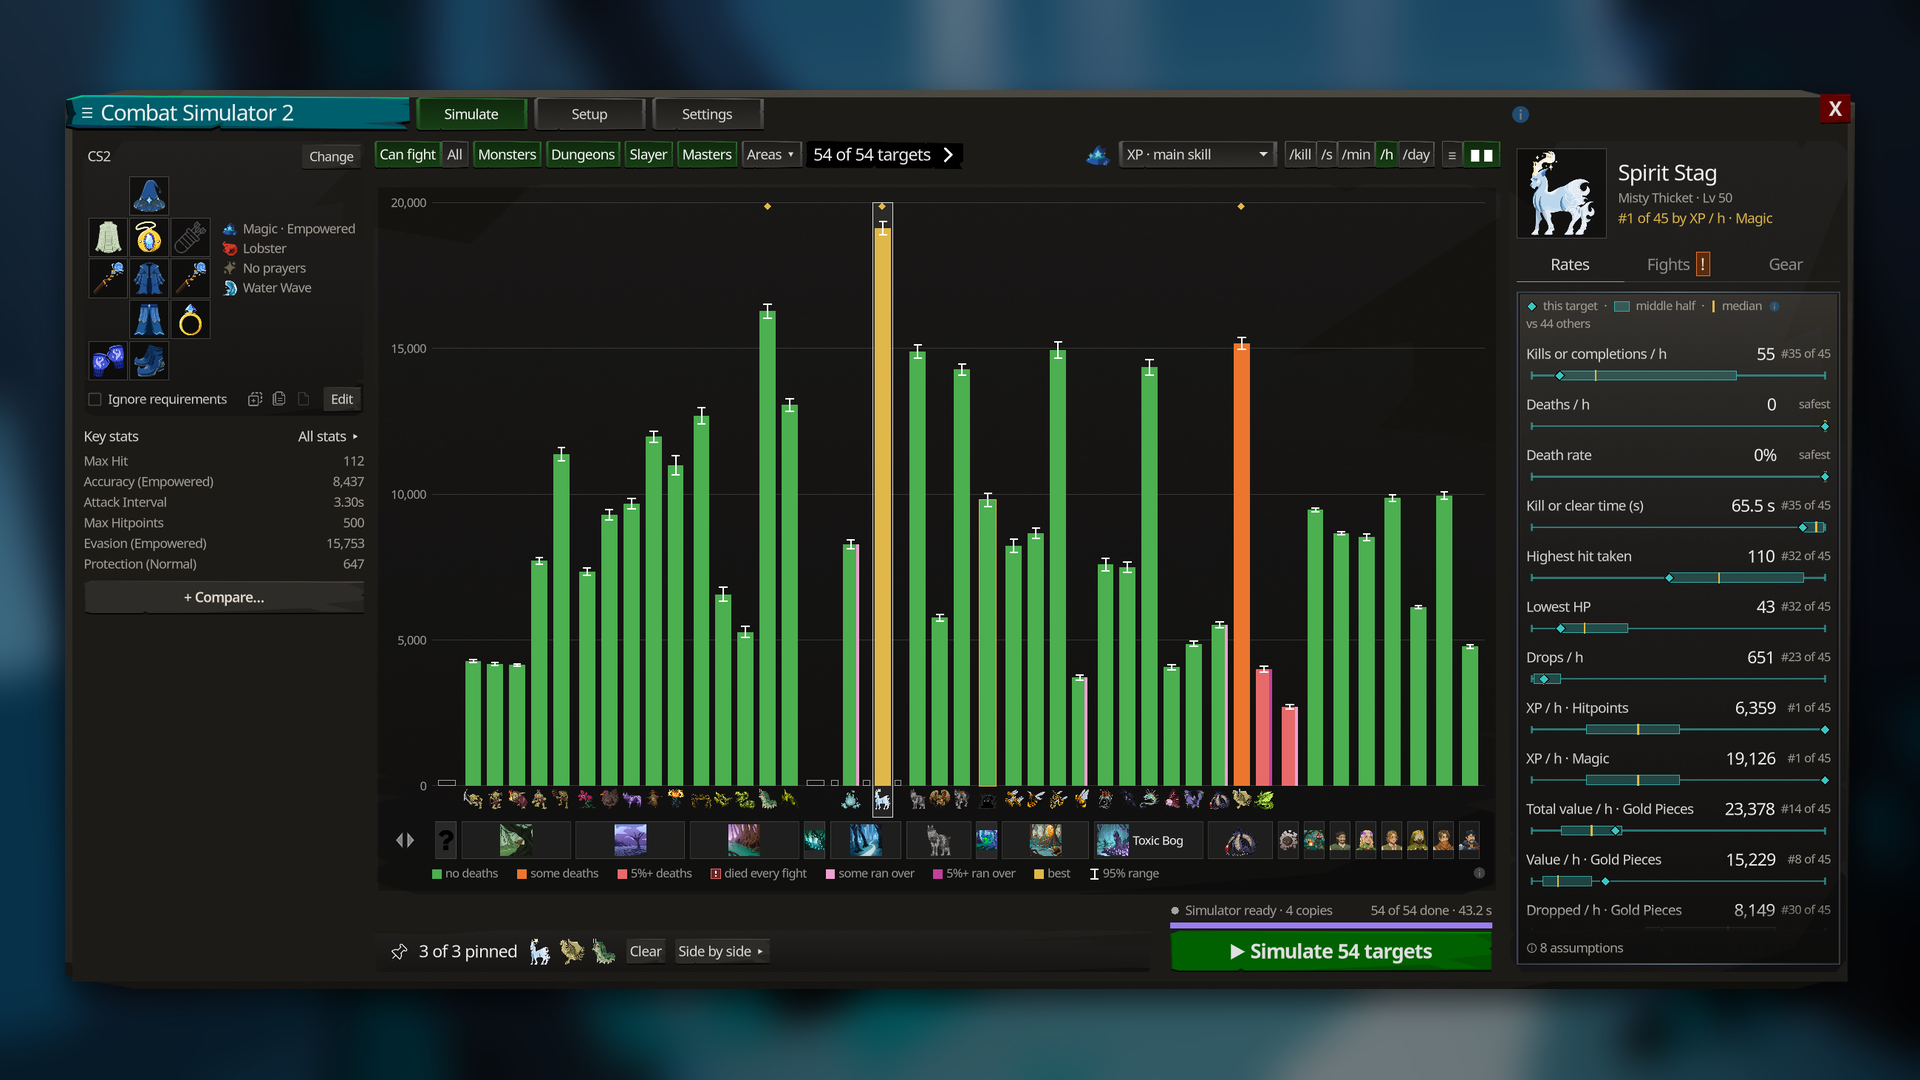 Combat Simulator 2
Simulate
Setup
Settings
X
CS2
Change
Magic · Empowered
Lobster
No prayers
Water Wave
Ignore requirements
Edit
Key stats
All stats
Max Hit 112
Accuracy (Empowered) 8,437
Attack Interval 3.30s
Max Hitpoints 500
Evasion (Empowered) 15,753
Protection (Normal) 647
+ Compare...
Can fight
All
Monsters
Dungeons
Slayer
Masters
Areas
54 of 54 targets
XP · main skill
/kill
/s
/min
/h
/day
20,000
15,000
10,000
5,000
0
?
Toxic Bog
no deaths
some deaths
5%+ deaths
died every fight
some ran over
5%+ ran over
best
95% range
Simulator ready · 4 copies
54 of 54 done · 43.2 s
3 of 3 pinned
Clear
Side by side
Simulate 54 targets
Spirit Stag
Misty Thicket · Lv 50
#1 of 45 by XP / h · Magic
Rates
Fights !
Gear
this target · middle half · median
vs 44 others
Kills or completions / h 55 #35 of 45
Deaths / h 0 safest
Death rate 0% safest
Kill or clear time (s) 65.5 s #35 of 45
Highest hit taken 110 #32 of 45
Lowest HP 43 #32 of 45
Drops / h 651 #23 of 45
XP / h · Hitpoints 6,359 #1 of 45
XP / h · Magic 19,126 #1 of 45
Total value / h · Gold Pieces 23,378 #14 of 45
Value / h · Gold Pieces 15,229 #8 of 45
Dropped / h · Gold Pieces 8,149 #30 of 45
8 assumptions